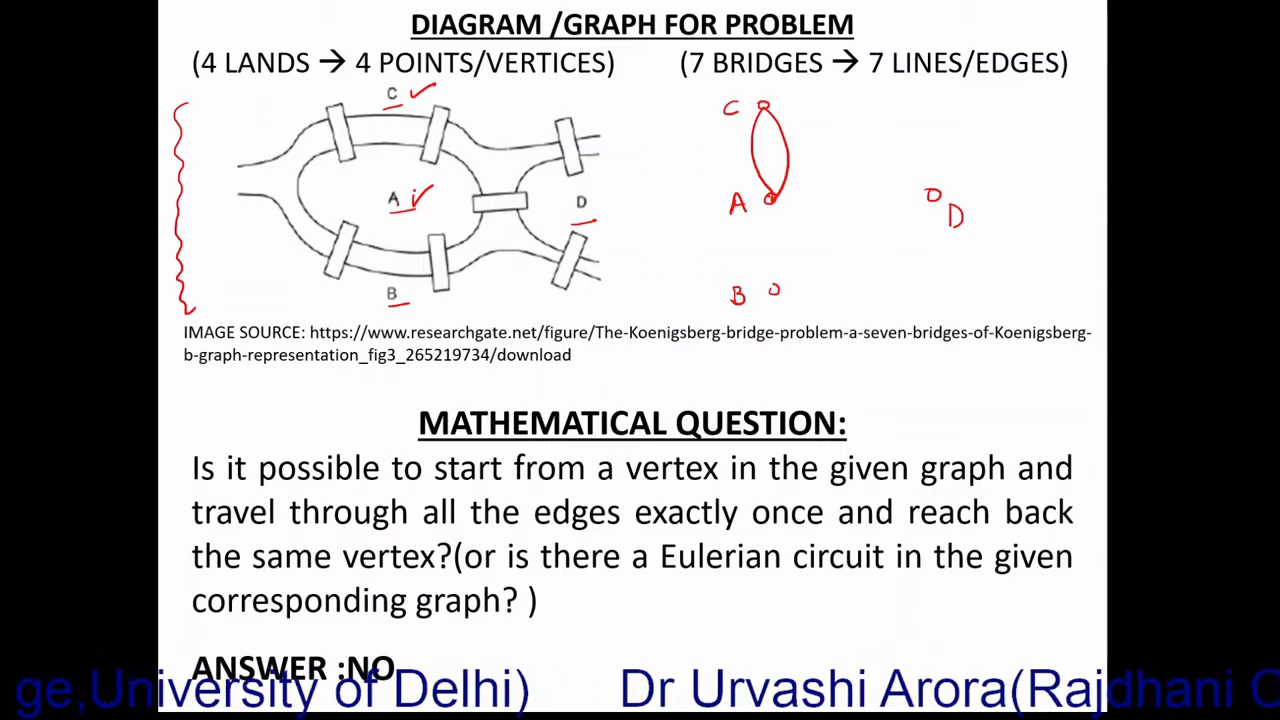 DIAGRAM /GRAPH FOR PROBLEM
(4 LANDS → 4 POINTS/VERTICES) (7 BRIDGES → 7 LINES/EDGES)
C
A
D
B
C
A
D
B
IMAGE SOURCE: https://www.researchgate.net/figure/The-Koenigsberg-bridge-problem-a-seven-bridges-of-Koenigsberg-
b-graph-representation_fig3_265219734/download
MATHEMATICAL QUESTION:
Is it possible to start from a vertex in the given graph and
travel through all the edges exactly once and reach back
the same vertex?(or is there a Eulerian circuit in the given
corresponding graph? )
ANSWER :NO
ge,University of Delhi) Dr Urvashi Arora(Rajdhani C